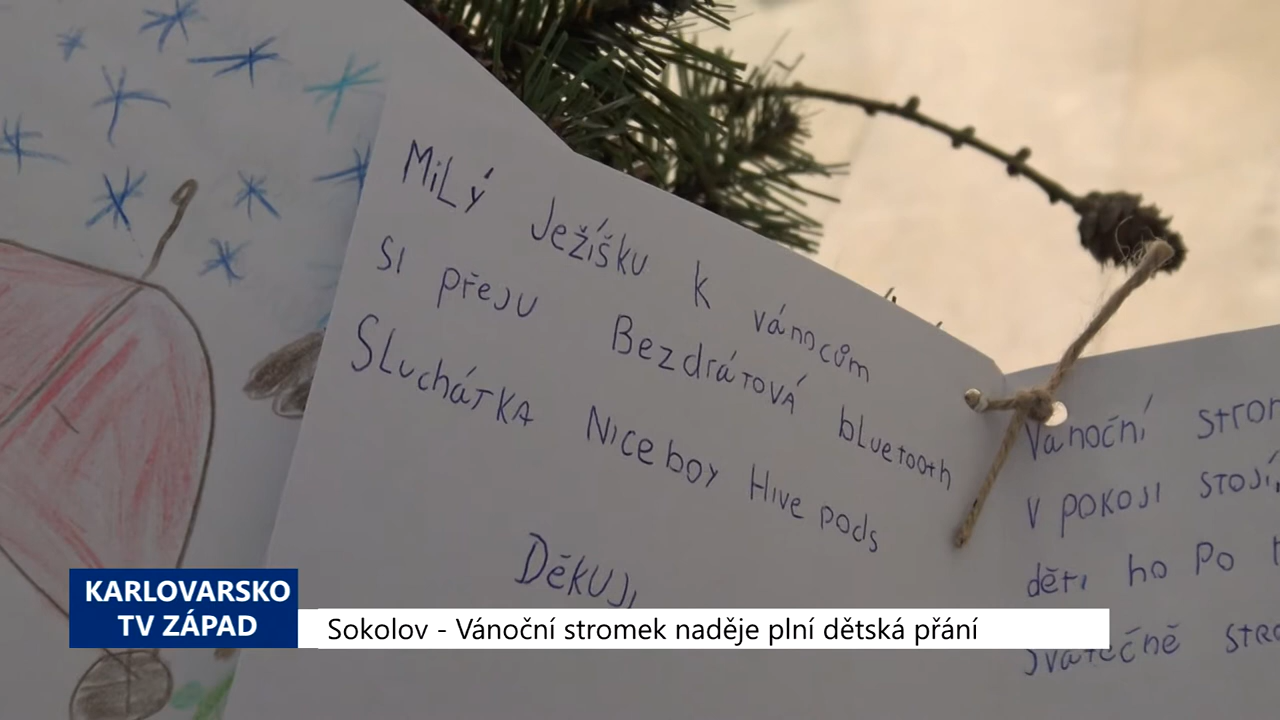 Milý Ježíšku k vánocům
si přeju Bezdrátová bluetooth
Sluchátka Niceboy Hive pods
Děkuji
Vánoční strom
v pokoji stojí,
děti ho Po
Svátečně
KARLOVARSKO
TV ZÁPAD
Sokolov - Vánoční stromek naděje plní dětská přání